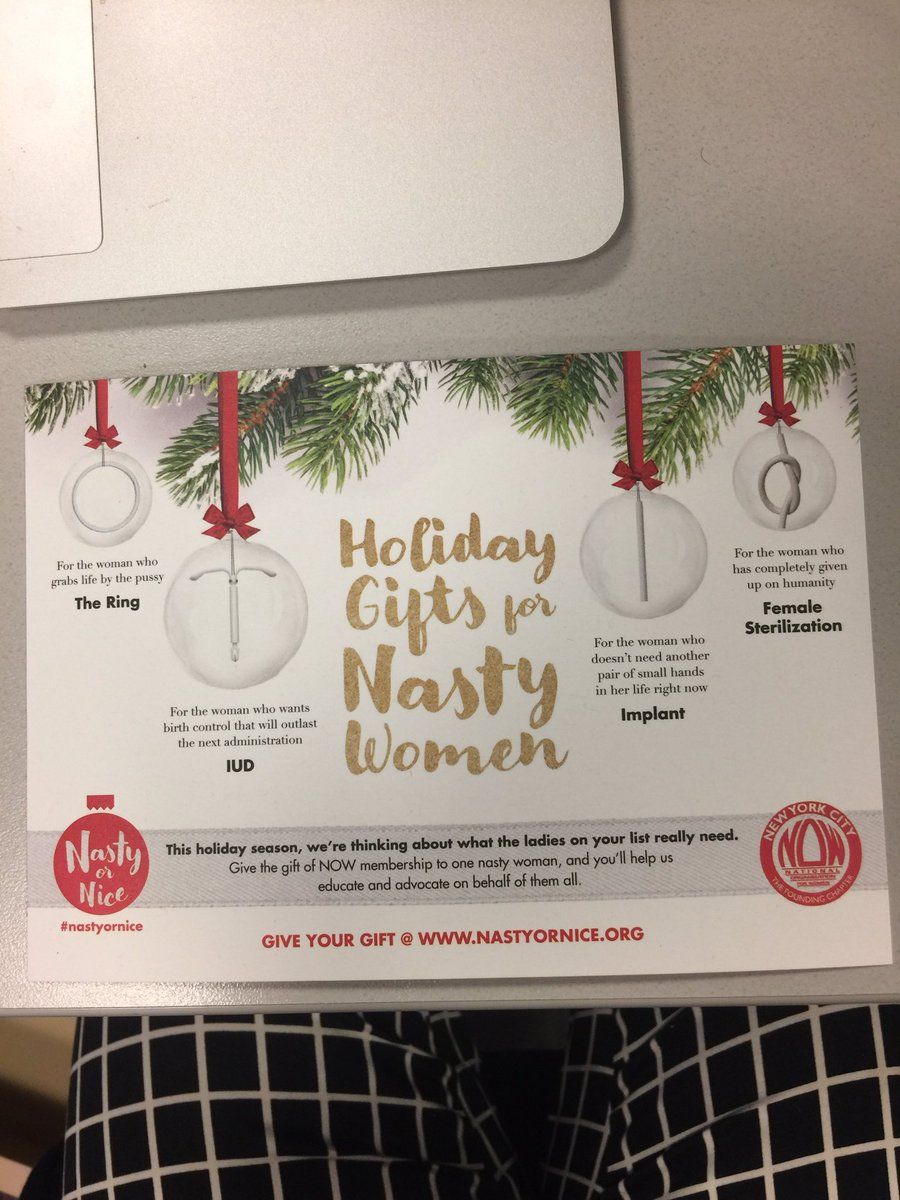 For the woman who
grabs life by the pussy
The Ring
For the woman who wants
birth control that will outlast
the next administration
IUD
Holiday
Gifts for
Nasty
Women
For the woman who
doesn't need another
pair of small hands
in her life right now
Implant
For the woman who
has completely given
up on humanity
Female
Sterilization
Nasty
or
Nice
#nastyornice
This holiday season, we're thinking about what the ladies on your list really need.
Give the gift of NOW membership to one nasty woman, and you'll help us
educate and advocate on behalf of them all.
NEW YORK CITY
NOW
NATIONAL
ORGANIZATION
FOR WOMEN
THE FOUNDING CHAPTER
GIVE YOUR GIFT @ WWW.NASTYORNICE.ORG